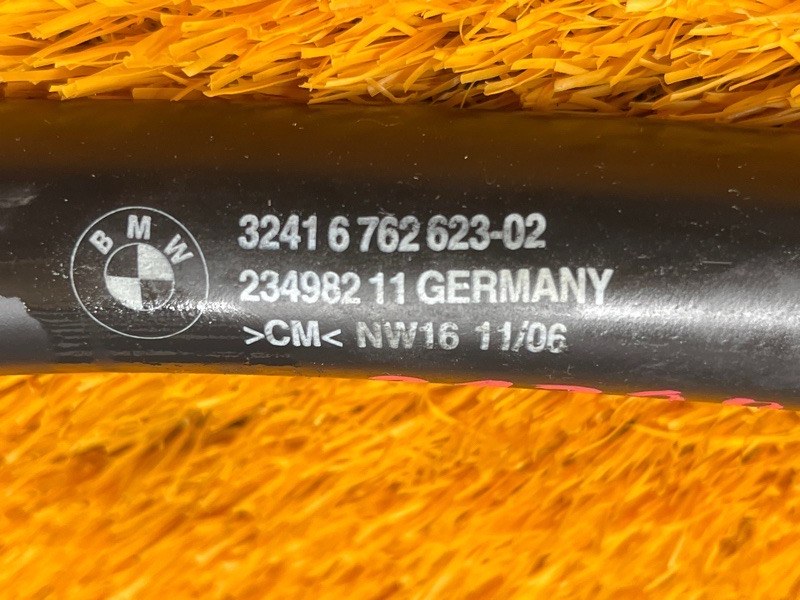 BMW
3241 6 762 623-02
234982 11 GERMANY
>CM< NW16 11/06